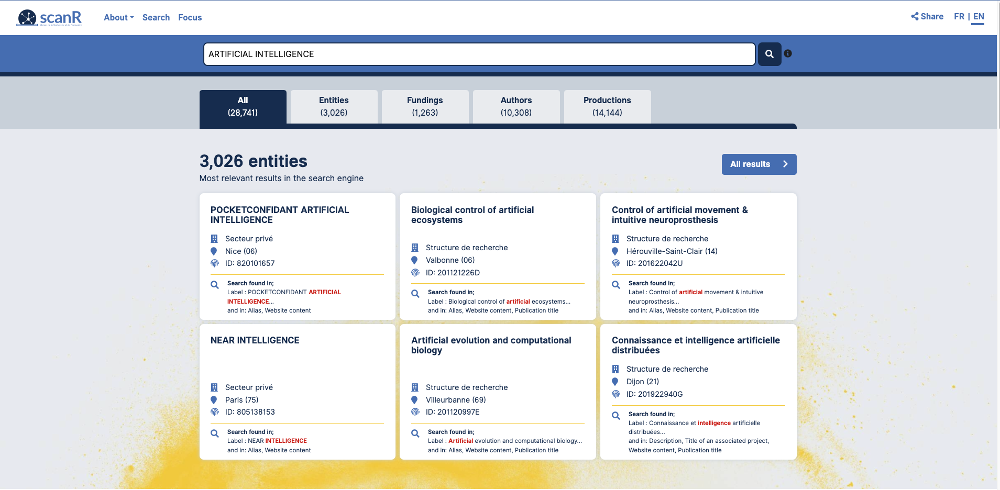 scanR
Moteur de la Recherche et de l'Innovation
About
Search
Focus
Share
FR | EN
ARTIFICIAL INTELLIGENCE
All
(28,741)
Entities
(3,026)
Fundings
(1,263)
Authors
(10,308)
Productions
(14,144)
3,026 entities
Most relevant results in the search engine
All results
POCKETCONFIDANT ARTIFICIAL
INTELLIGENCE
Secteur privé
Nice (06)
ID: 820101657
Search found in;
Label : POCKETCONFIDANT ARTIFICIAL
INTELLIGENCE...
and in: Alias, Website content
Biological control of artificial
ecosystems
Structure de recherche
Valbonne (06)
ID: 201121226D
Search found in;
Label : Biological control of artificial ecosystems...
and in: Alias, Website content, Publication title
Control of artificial movement &
intuitive neuroprosthesis
Structure de recherche
Hérouville-Saint-Clair (14)
ID: 201622042U
Search found in;
Label : Control of artificial movement & intuitive
neuroprosthesis...
and in: Alias, Website content, Publication title
NEAR INTELLIGENCE
Secteur privé
Paris (75)
ID: 805138153
Search found in;
Label : NEAR INTELLIGENCE
and in: Alias, Website content
Artificial evolution and computational
biology
Structure de recherche
Villeurbanne (69)
ID: 201120997E
Search found in;
Label : Artificial evolution and computational biology...
and in: Alias, Website content, Publication title
Connaissance et intelligence artificielle
distribuées
Structure de recherche
Dijon (21)
ID: 201922940G
Search found in;
Label : Connaissance et intelligence artificielle
distribuées...
and in: Description, Title of an associated project,
Website content, Publication title